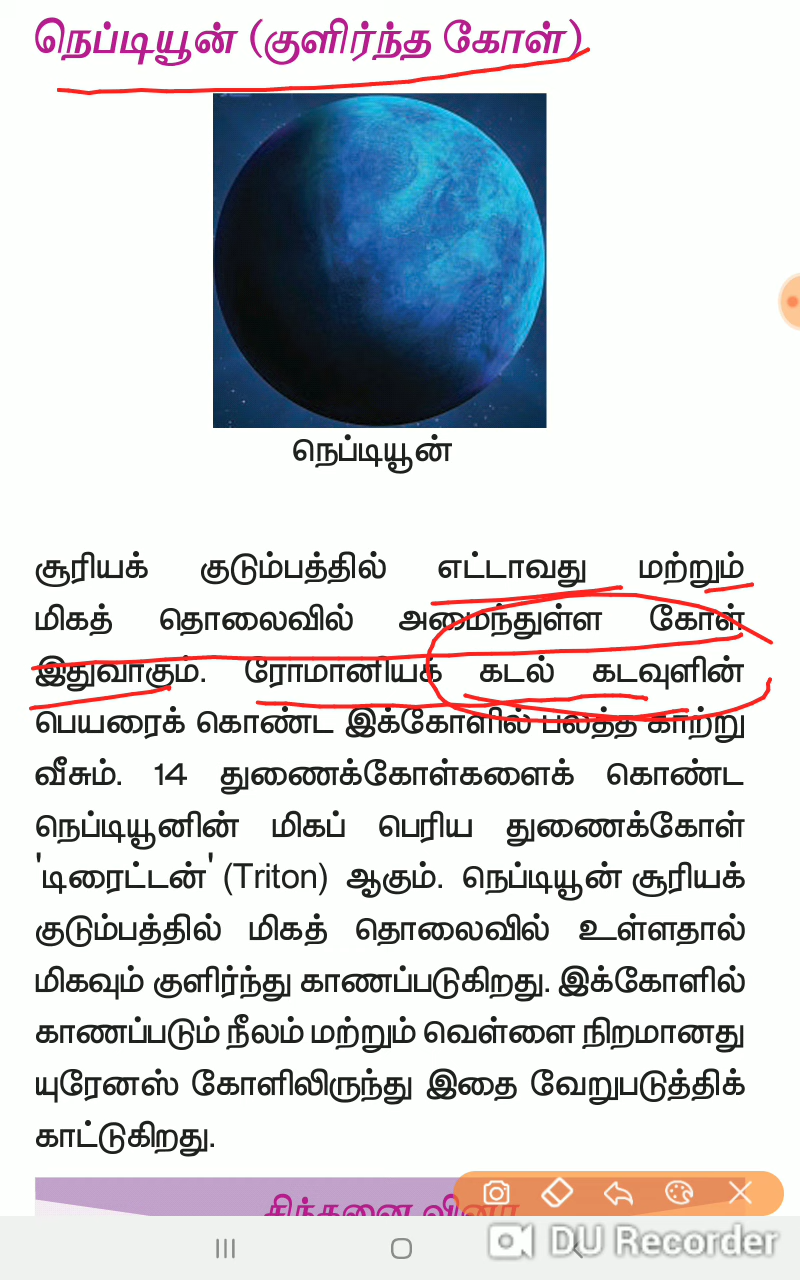 நெப்டியூன் (குளிர்ந்த கோள்)
நெப்டியூன்
சூரியக் குடும்பத்தில் எட்டாவது மற்றும்
மிகத் தொலைவில் அமைந்துள்ள கோள்
இதுவாகும். ரோமானியக் கடல் கடவுளின்
பெயரைக் கொண்ட இக்கோளில் பலத்த காற்று
வீசும். 14 துணைக்கோள்களைக் கொண்ட
நெப்டியூனின் மிகப் பெரிய துணைக்கோள்
'டிரைட்டன்' (Triton) ஆகும். நெப்டியூன் சூரியக்
குடும்பத்தில் மிகத் தொலைவில் உள்ளதால்
மிகவும் குளிர்ந்து காணப்படுகிறது. இக்கோளில்
காணப்படும் நீலம் மற்றும் வெள்ளை நிறமானது
யுரேனஸ் கோளிலிருந்து இதை வேறுபடுத்திக்
காட்டுகிறது.
சிந்தனை வினா
DU Recorder